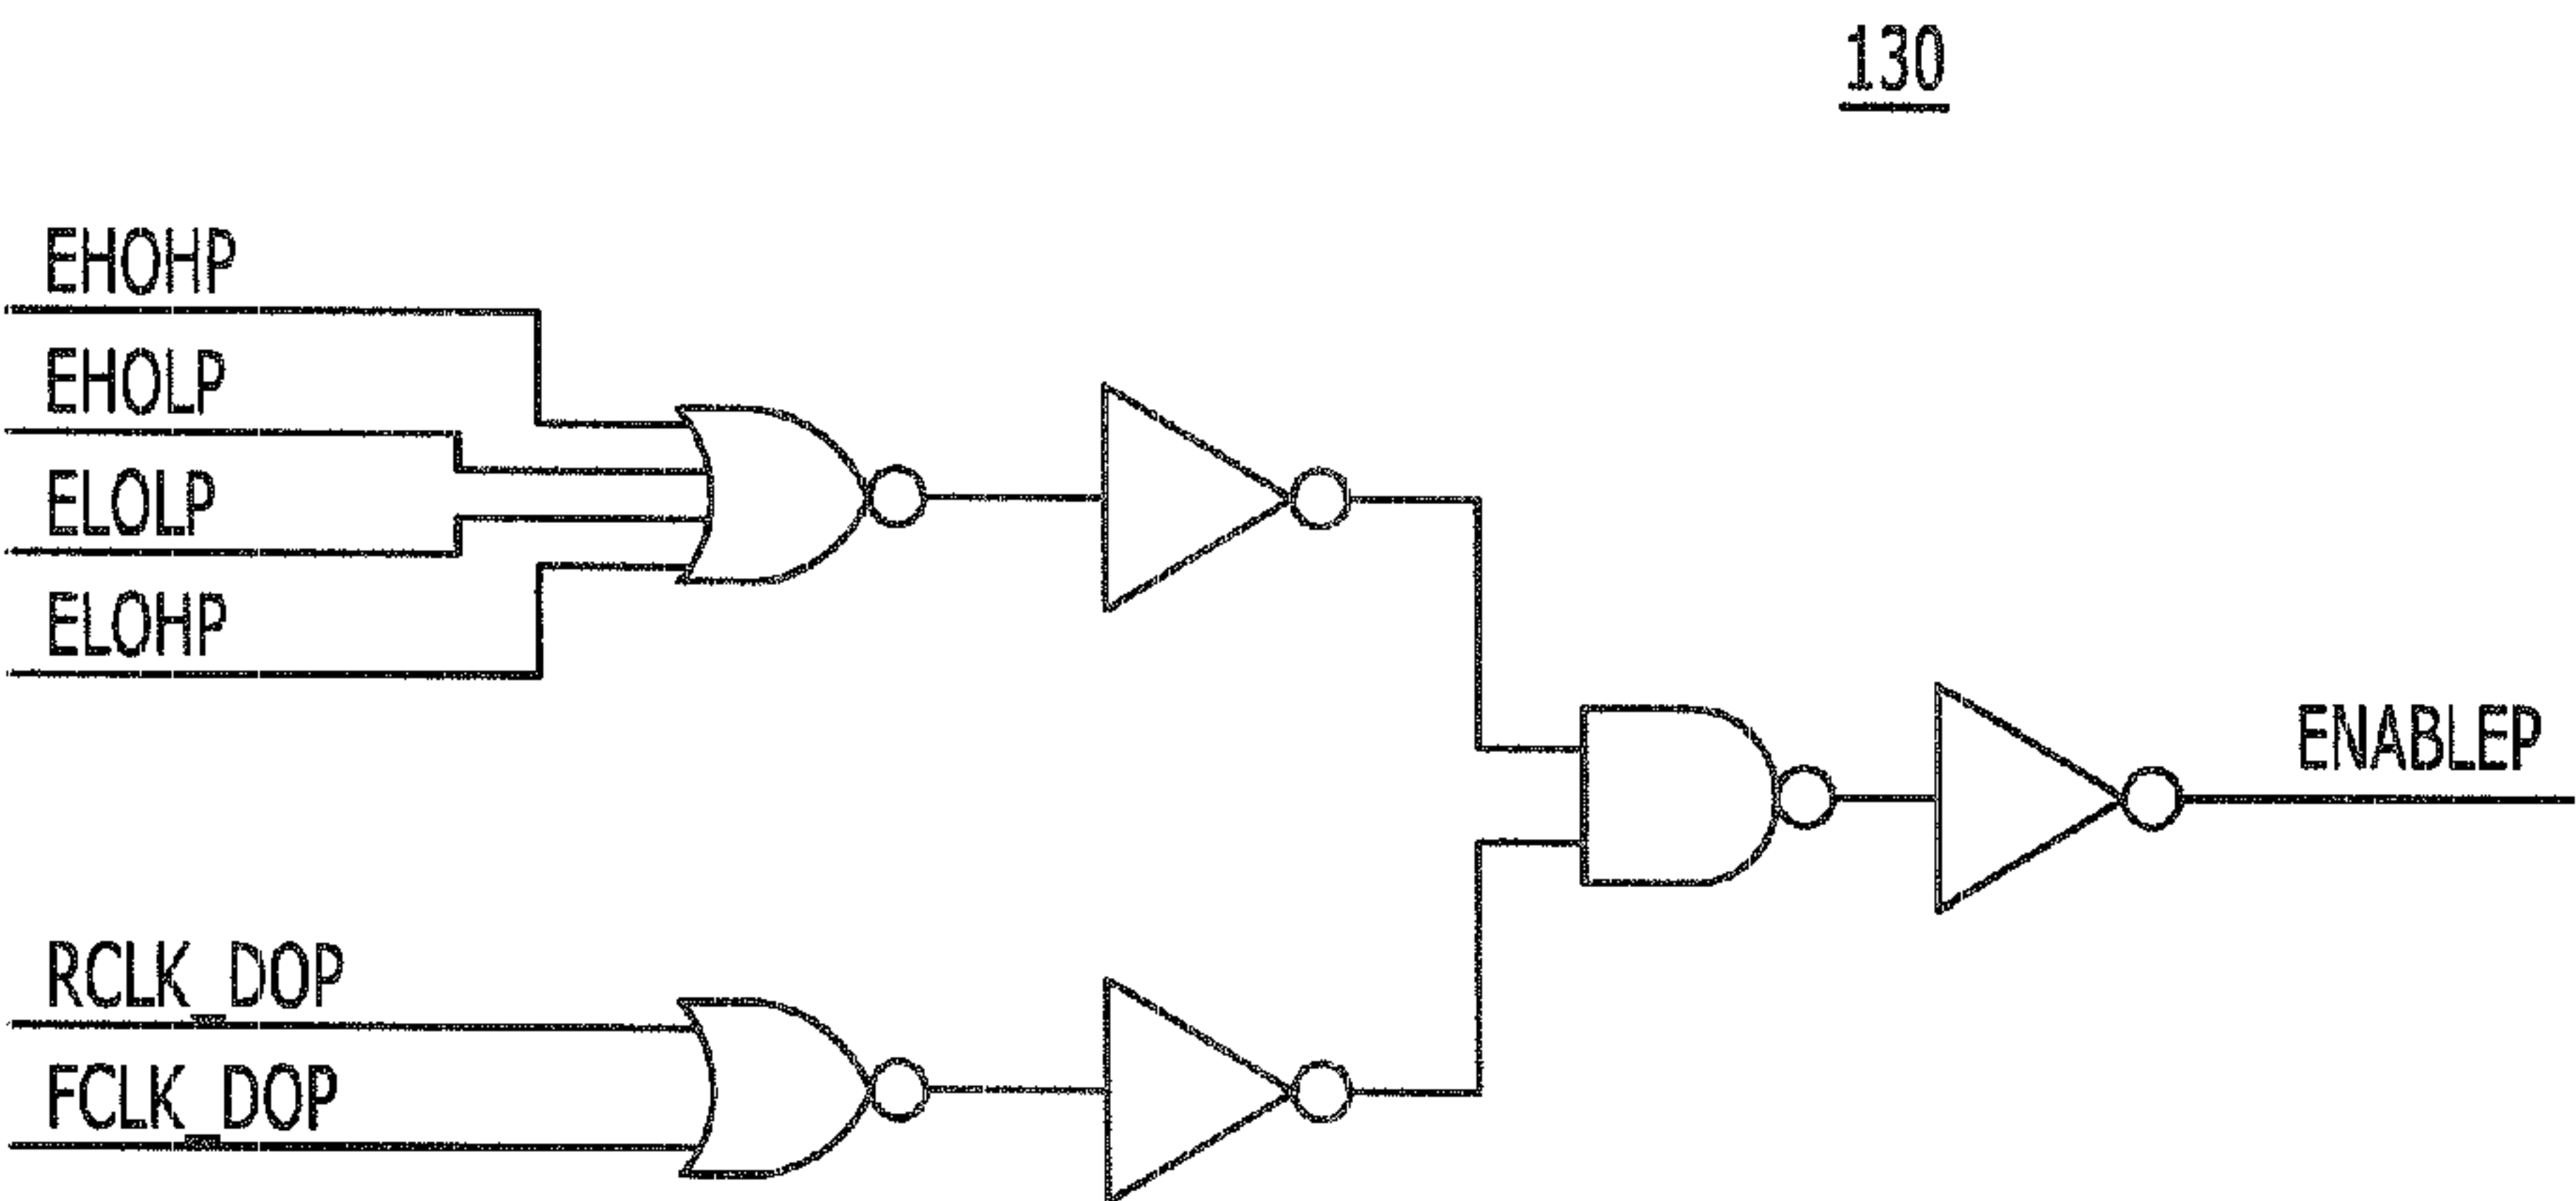 130
EHOHP
EHOLP
ELOLP
ELOHP
ENABLEP
RCLK_DOP
FCLK_DOP